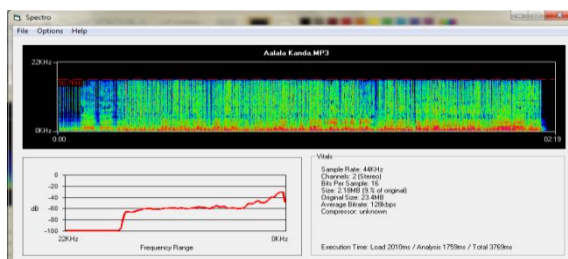 Spectro
File Options Help
Aalala Kanda.MP3
22KHz
0KHz
0:00 02:19
0
-20
-40
dB -60
-80
-100
22KHz 0KHz
Frequency Range
Vitals
Sample Rate: 44KHz
Channels: 2 (Stereo)
Bits Per Sample: 16
Size: 2.18MB (9.% of original)
Original Size: 23.4MB
Average Bitrate: 128kbps
Compressor: unknown
Execution Time: Load 2010ms / Analysis 1759ms / Total 3769ms